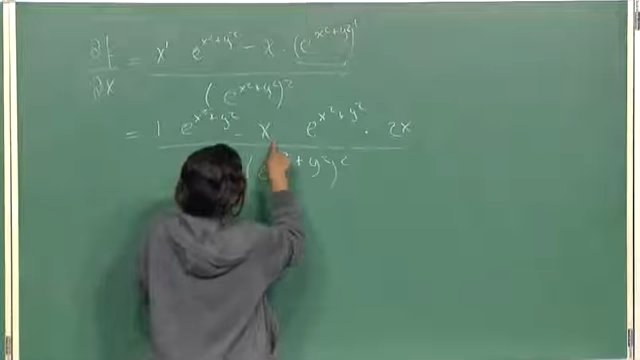 ∂f/∂x = (x' e^(x²+y²) - x · (e^(x²+y²))') / (e^(x²+y²))²
= (1 e^(x²+y²) - x e^(x²+y²) · 2x) / (e^(x²+y²))²